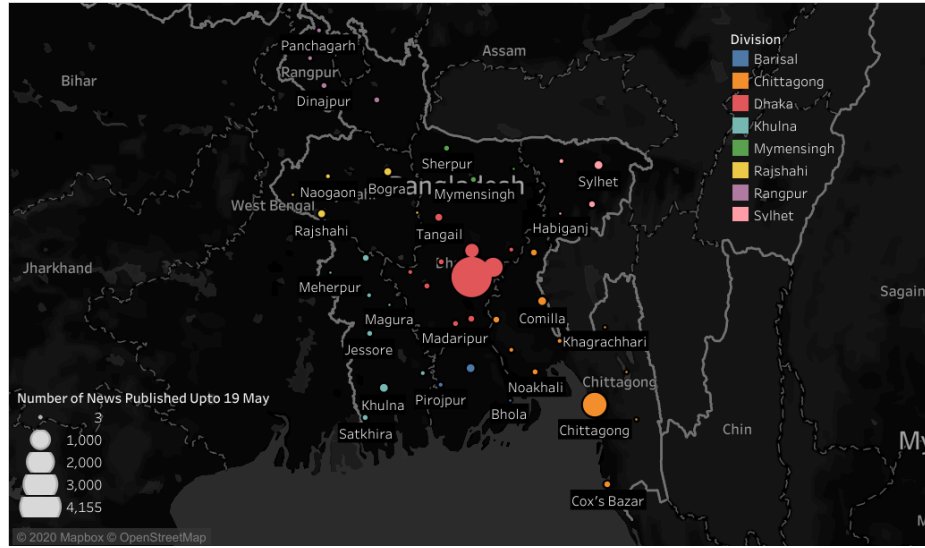 Panchagarh
Assam
Division
Bihar
Rangpur
Barisal
Chittagong
Dinajpur
Dhaka
Khulna
Sherpur
Mymensingh
Naogaon
Bogra
Bangladesh
Sylhet
Rajshahi
Mymensingh
West Bengal
Rangpur
Rajshahi
Tangail
Habiganj
Sylhet
Jharkhand
Meherpur
Sagain
Magura
Madaripur
Comilla
Khagrachhari
Jessore
Noakhali
Chittagong
Number of News Published Upto 19 May
Khulna
Pirojpur
Bhola
3
Satkhira
Chittagong
Chin
My
1,000
2,000
3,000
Cox's Bazar
4,155
© 2020 Mapbox © OpenStreetMap